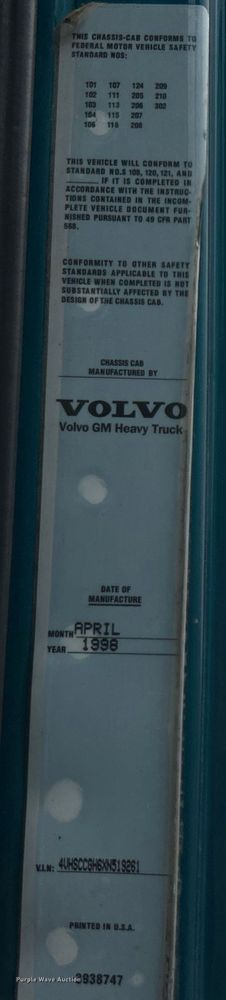 THIS CHASSIS-CAB CONFORMS TO
FEDERAL MOTOR VEHICLE SAFETY
STANDARD NOS:
101 107 124 209
102 111 205 210
103 113 206 302
104 115 207
105 116 208
THIS VEHICLE WILL CONFORM TO
STANDARD NO.S 108, 120, 121, AND
IF IT IS COMPLETED IN
ACCORDANCE WITH THE INSTRUC-
TIONS CONTAINED IN THE INCOM-
PLETE VEHICLE DOCUMENT FUR-
NISHED PURSUANT TO 49 CFR PART
568.
CONFORMITY TO OTHER SAFETY
STANDARDS APPLICABLE TO THIS
VEHICLE WHEN COMPLETED IS NOT
SUBSTANTIALLY AFFECTED BY THE
DESIGN OF THE CHASSIS CAB.
CHASSIS CAB
MANUFACTURED BY
VOLVO
Volvo GM Heavy Truck
DATE OF
MANUFACTURE
MONTH APRIL
YEAR 1998
V.I.N: 4VHSCCGH6XN519261
PRINTED IN U.S.A.
Purple Wave Auction
3938747